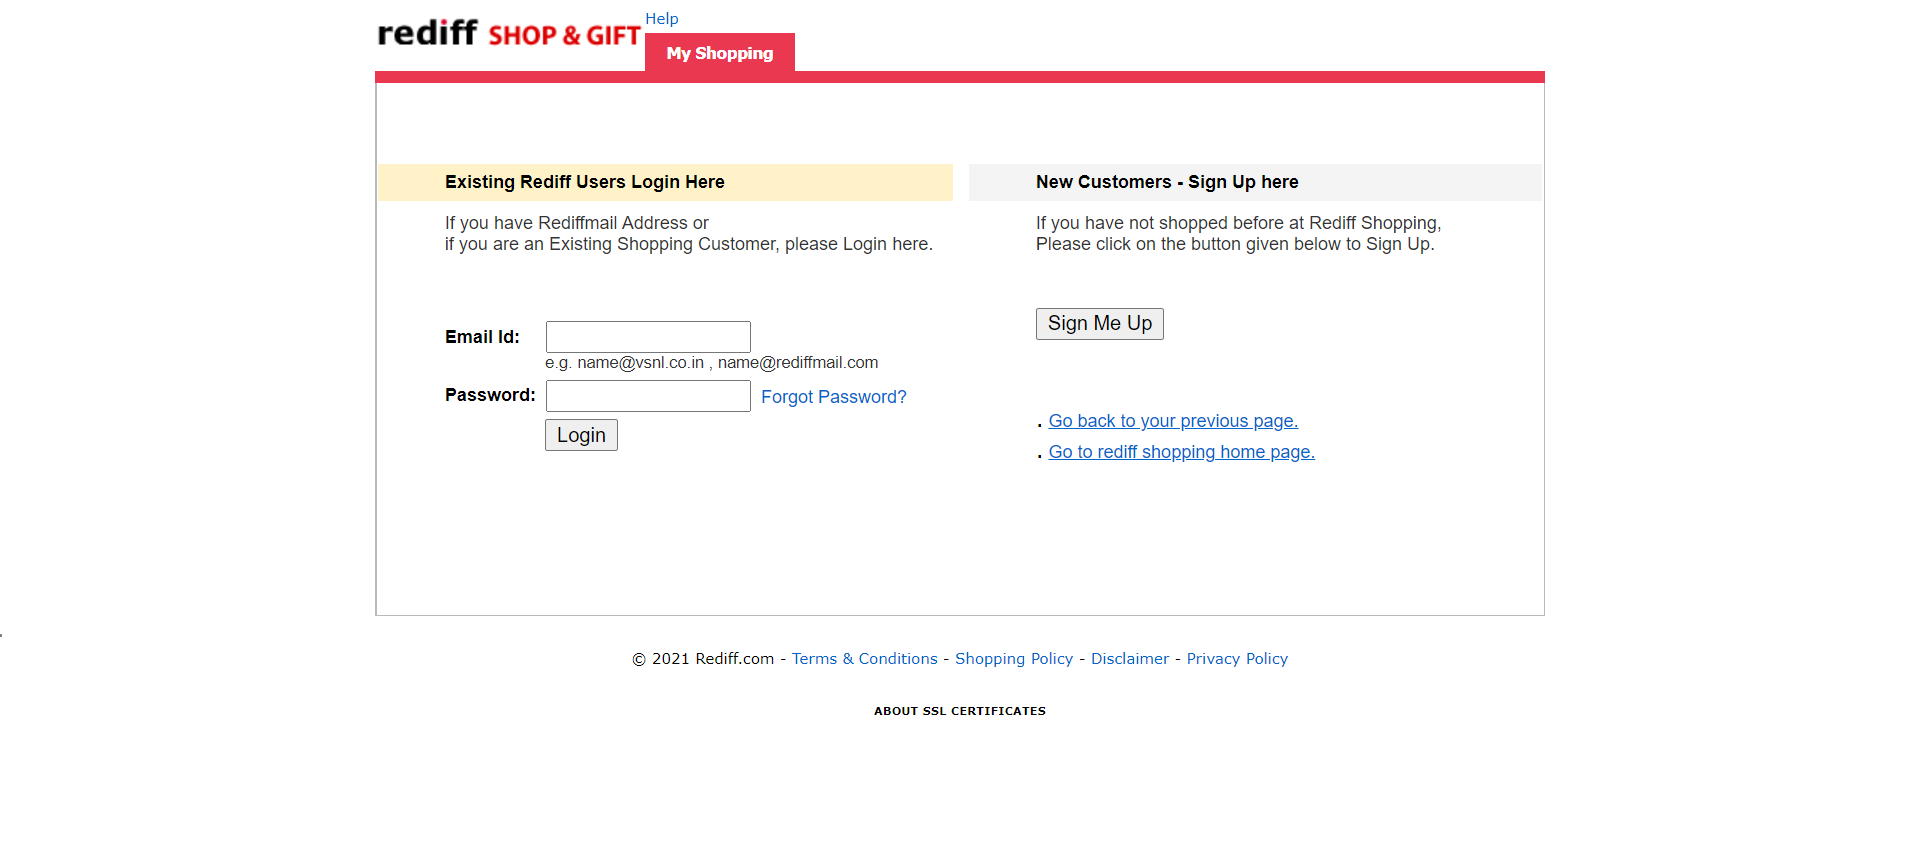 rediff SHOP & GIFT
Help
My Shopping
Existing Rediff Users Login Here
If you have Rediffmail Address or
if you are an Existing Shopping Customer, please Login here.
Email Id:
e.g. name@vsnl.co.in , name@rediffmail.com
Password:
Forgot Password?
Login
New Customers - Sign Up here
If you have not shopped before at Rediff Shopping,
Please click on the button given below to Sign Up.
Sign Me Up
. Go back to your previous page.
. Go to rediff shopping home page.
© 2021 Rediff.com - Terms & Conditions - Shopping Policy - Disclaimer - Privacy Policy
ABOUT SSL CERTIFICATES